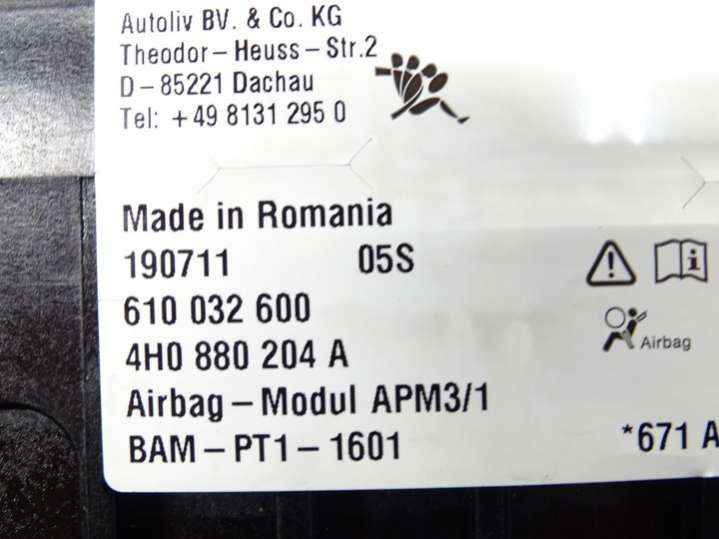 Autoliv BV. & Co. KG
Theodor-Heuss-Str.2
D-85221 Dachau
Tel: +49 8131 295 0
Made in Romania
190711 05S
610 032 600
4H0 880 204 A
Airbag
Airbag-Modul APM3/1
BAM-PT1-1601 *671 A